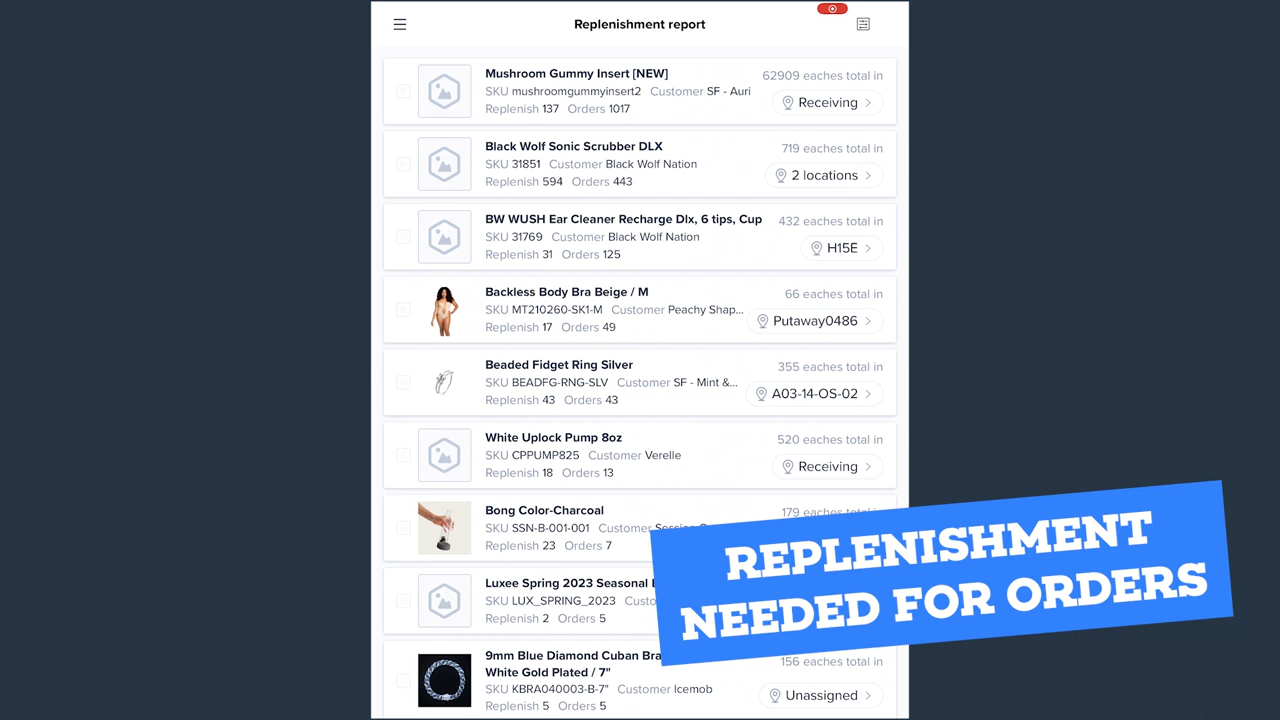 Replenishment report
Mushroom Gummy Insert [NEW]
62909 eaches total in
SKU mushroomgummyinsert2 Customer SF - Auri
Receiving
Replenish 137 Orders 1017
Black Wolf Sonic Scrubber DLX
719 eaches total in
SKU 31851 Customer Black Wolf Nation
2 locations
Replenish 594 Orders 443
BW WUSH Ear Cleaner Recharge Dlx, 6 tips, Cup
432 eaches total in
SKU 31769 Customer Black Wolf Nation
H15E
Replenish 31 Orders 125
Backless Body Bra Beige / M
66 eaches total in
SKU MT210260-SK1-M Customer Peachy Shap...
Putaway0486
Replenish 17 Orders 49
Beaded Fidget Ring Silver
355 eaches total in
SKU BEADFG-RNG-SLV Customer SF - Mint &...
A03-14-OS-02
Replenish 43 Orders 43
White Uplock Pump 8oz
520 eaches total in
SKU CPPUMP825 Customer Verelle
Receiving
Replenish 18 Orders 13
Bong Color-Charcoal
179 eaches total in
SKU SSN-B-001-001 Customer
Replenish 23 Orders 7
Luxee Spring 2023 Seasonal
SKU LUX_SPRING_2023
Replenish 2 Orders 5
9mm Blue Diamond Cuban
White Gold Plated / 7"
156 eaches total in
SKU KBRA040003-B-7" Customer Icemob
Unassigned
Replenish 5 Orders 5
REPLENISHMENT
NEEDED FOR ORDERS